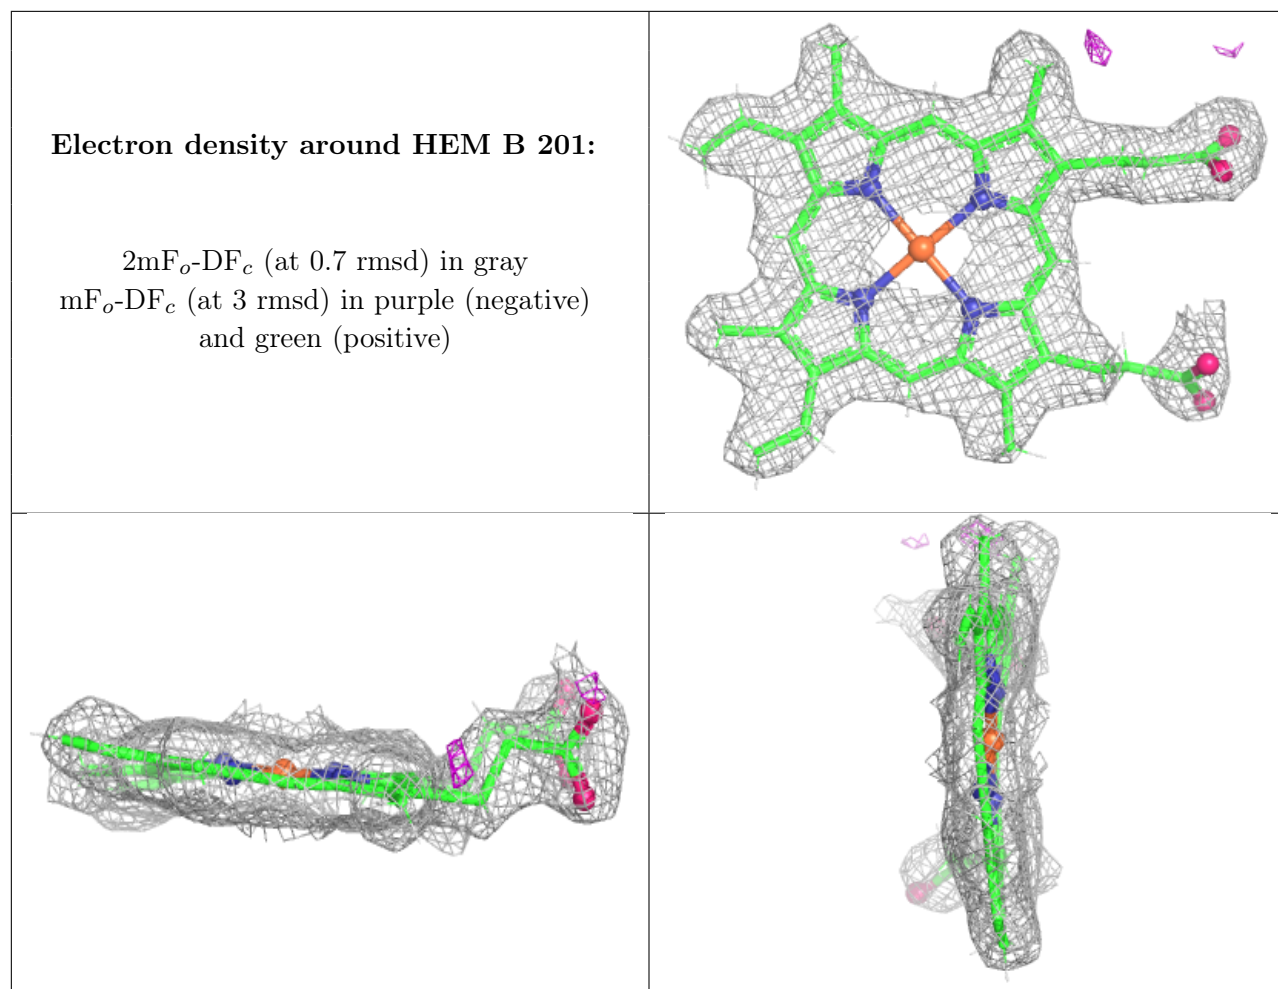 Electron density around HEM B 201:
2mFo-DFc (at 0.7 rmsd) in gray
mFo-DFc (at 3 rmsd) in purple (negative)
and green (positive)